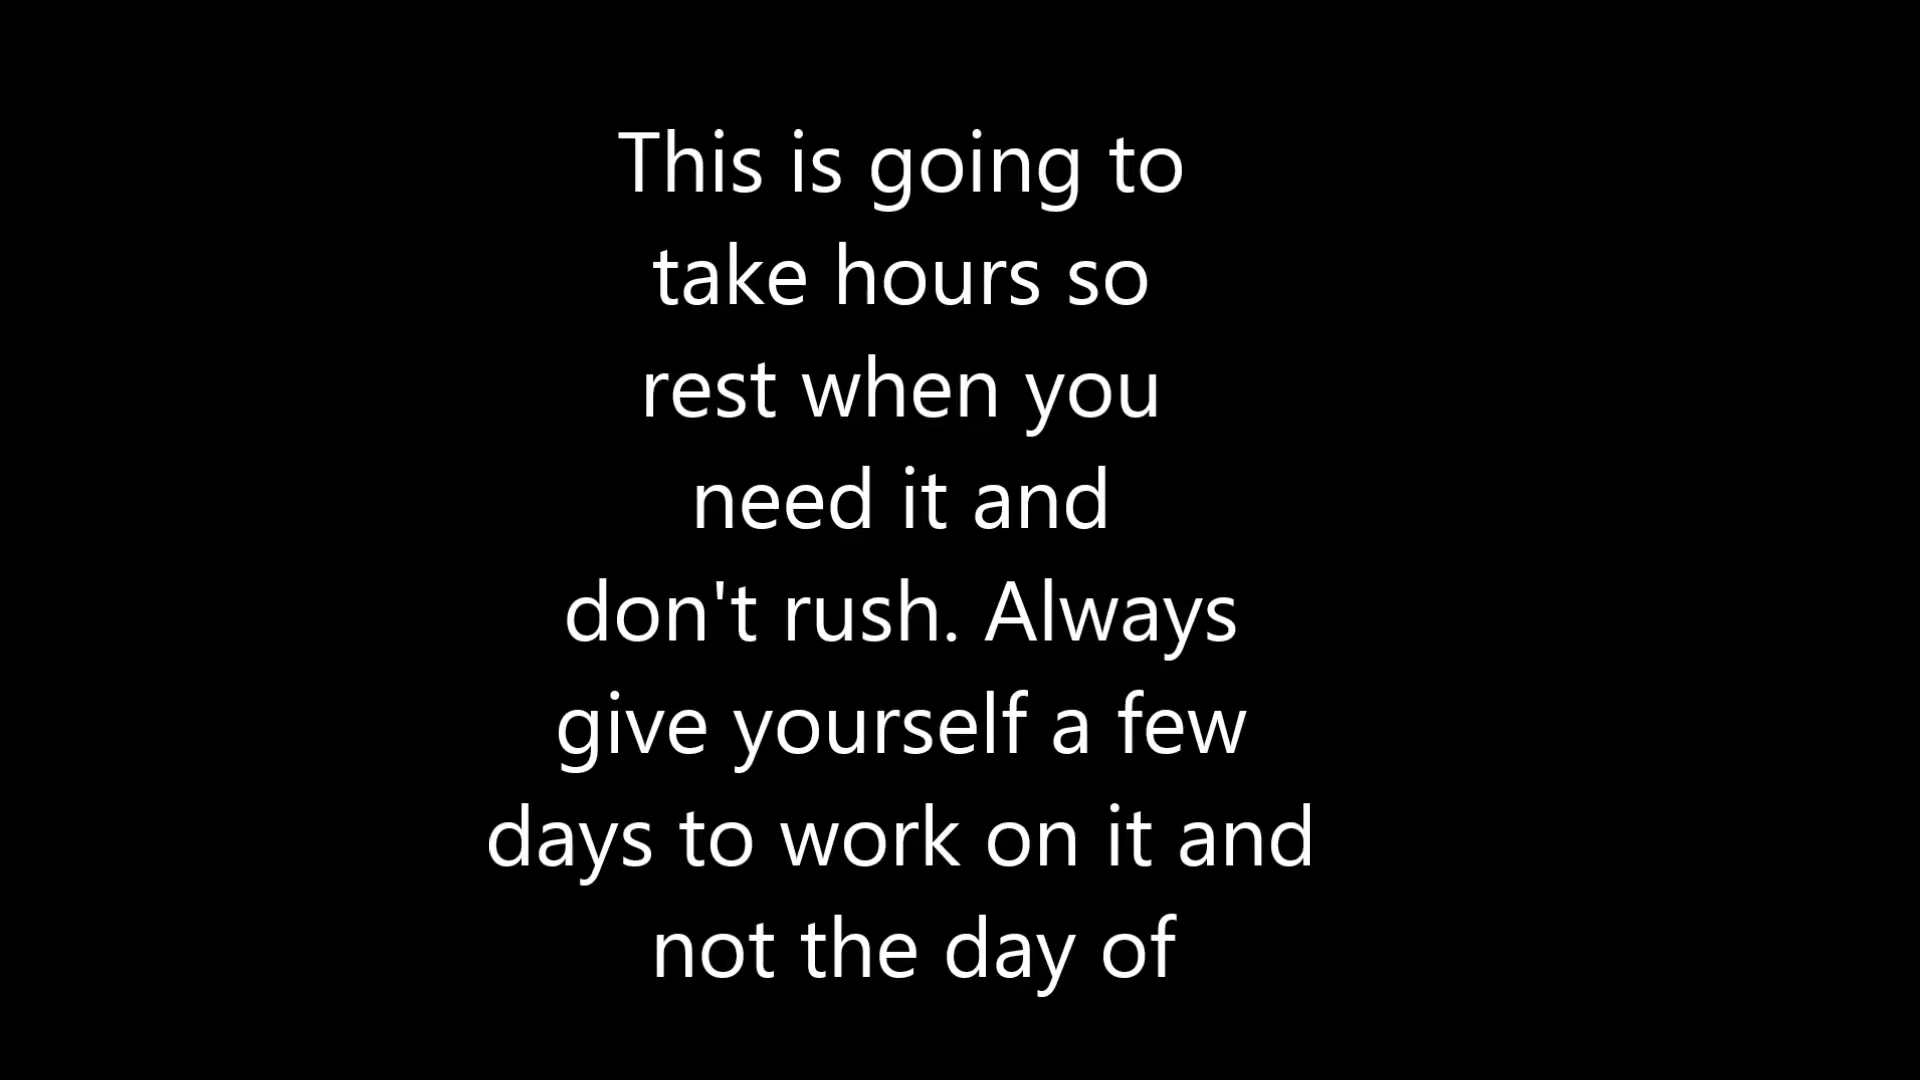 This is going to
take hours so
rest when you
need it and
don't rush. Always
give yourself a few
days to work on it and
not the day of